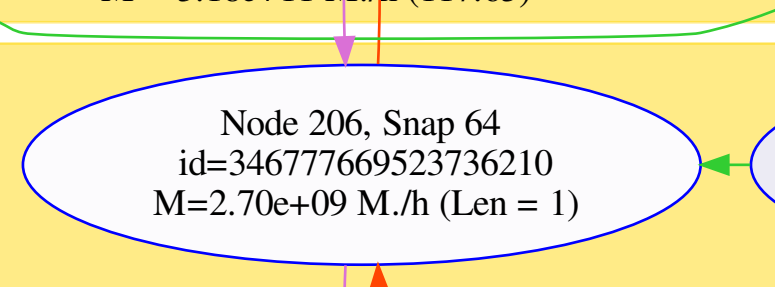 Node 206, Snap 64
id=346777669523736210
M=2.70e+09 M./h (Len = 1)